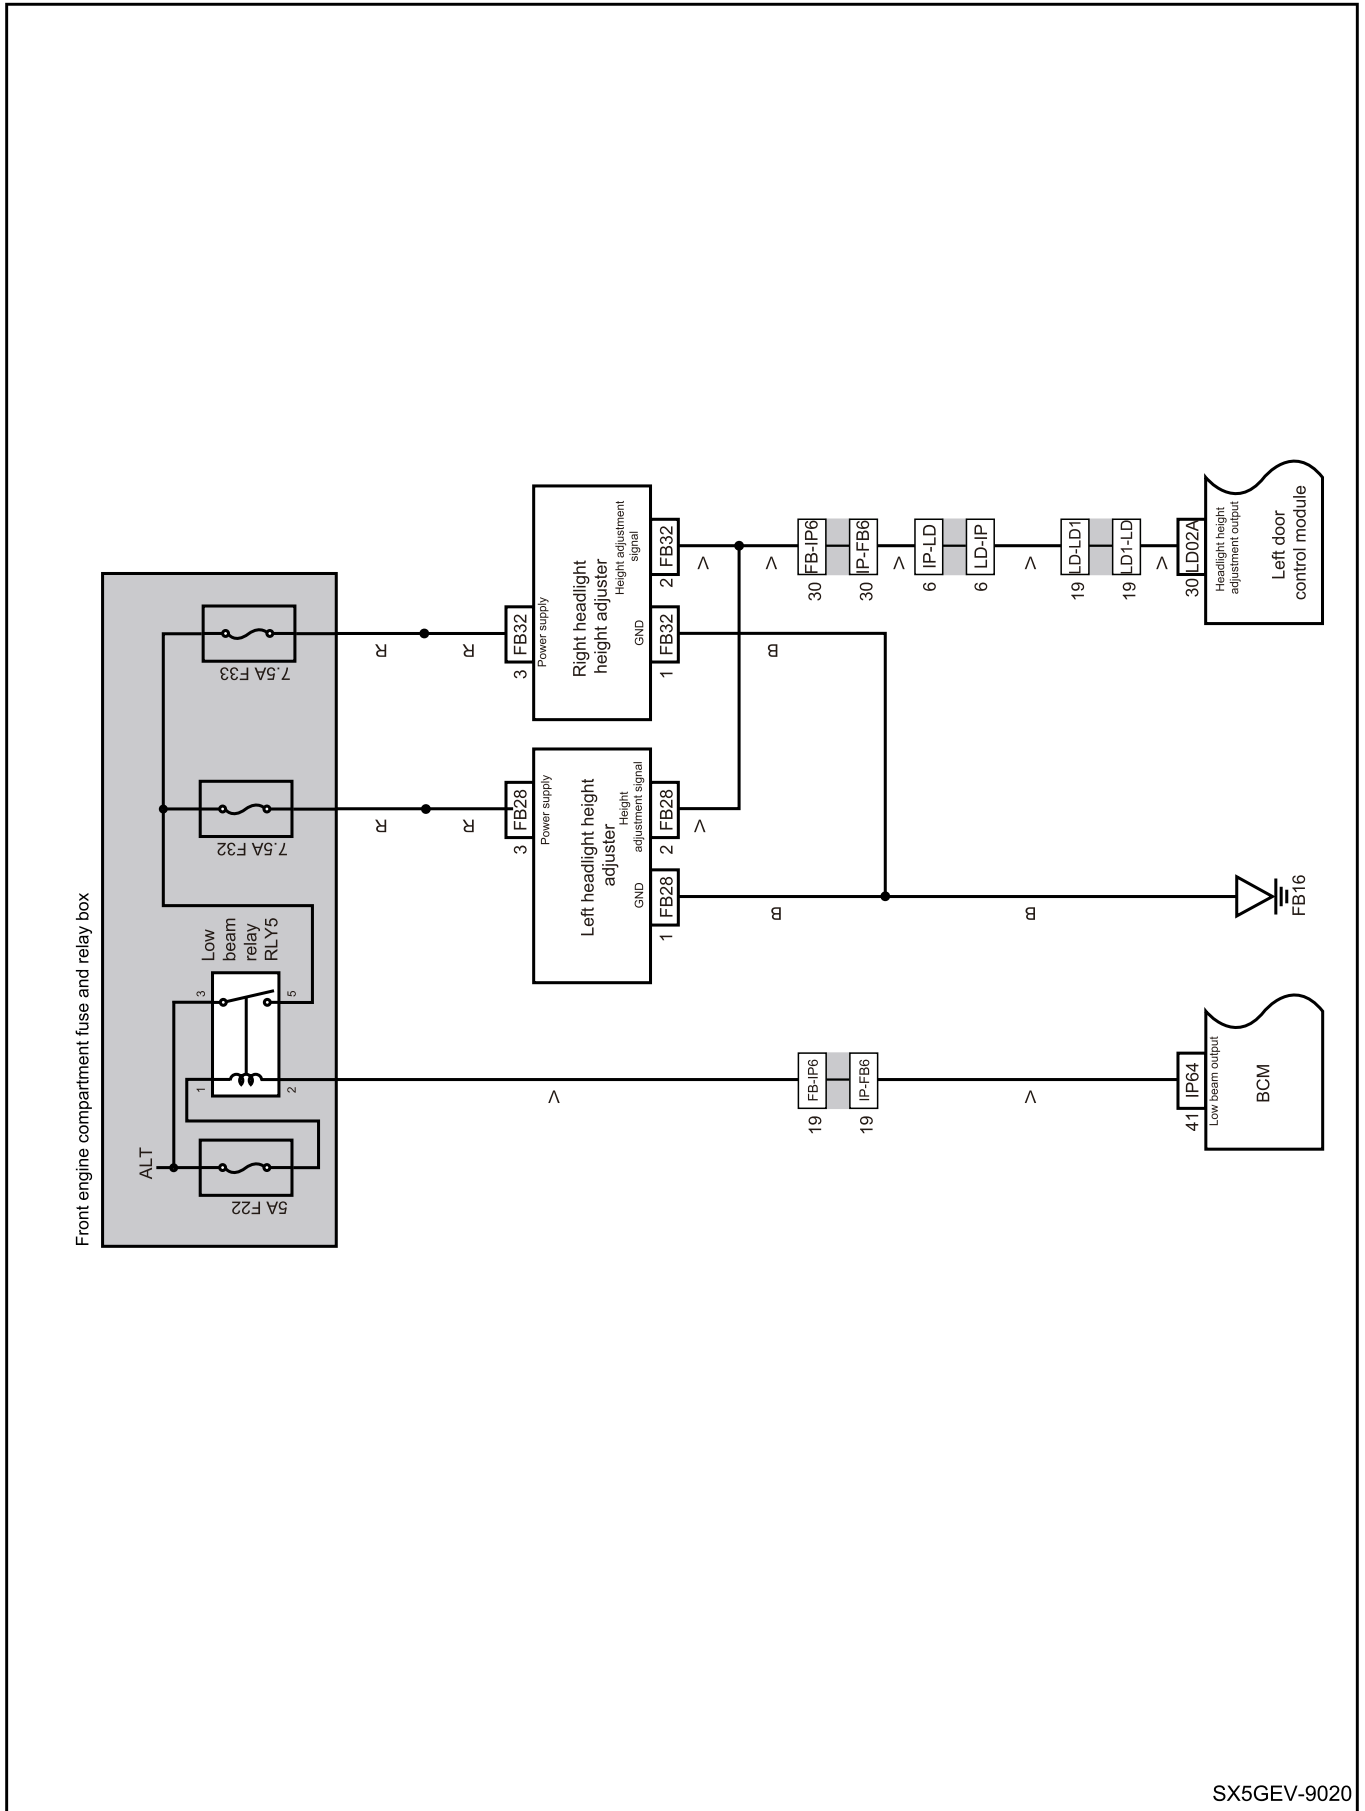 Front engine compartment fuse and relay box
ALT
5A F22
1
2
3
5
Low
beam
relay
RLY5
7.5A F32
7.5A F33
R
R
R
R
V
3
FB28
Power supply
Left headlight height
adjuster
Height
adjustment signal
GND
1
FB28
2
FB28
3
FB32
Power supply
Right headlight
height adjuster
Height adjustment
signal
GND
1
FB32
2
FB32
V
V
V
B
B
B
19
FB-IP6
19
IP-FB6
V
30
FB-IP6
30
IP-FB6
V
6
IP-LD
6
LD-IP
V
19
LD-LD1
19
LD1-LD
V
41
IP64
Low beam output
BCM
FB16
30
LD02A
Headlight height
adjustment output
Left door
control module
SX5GEV-9020